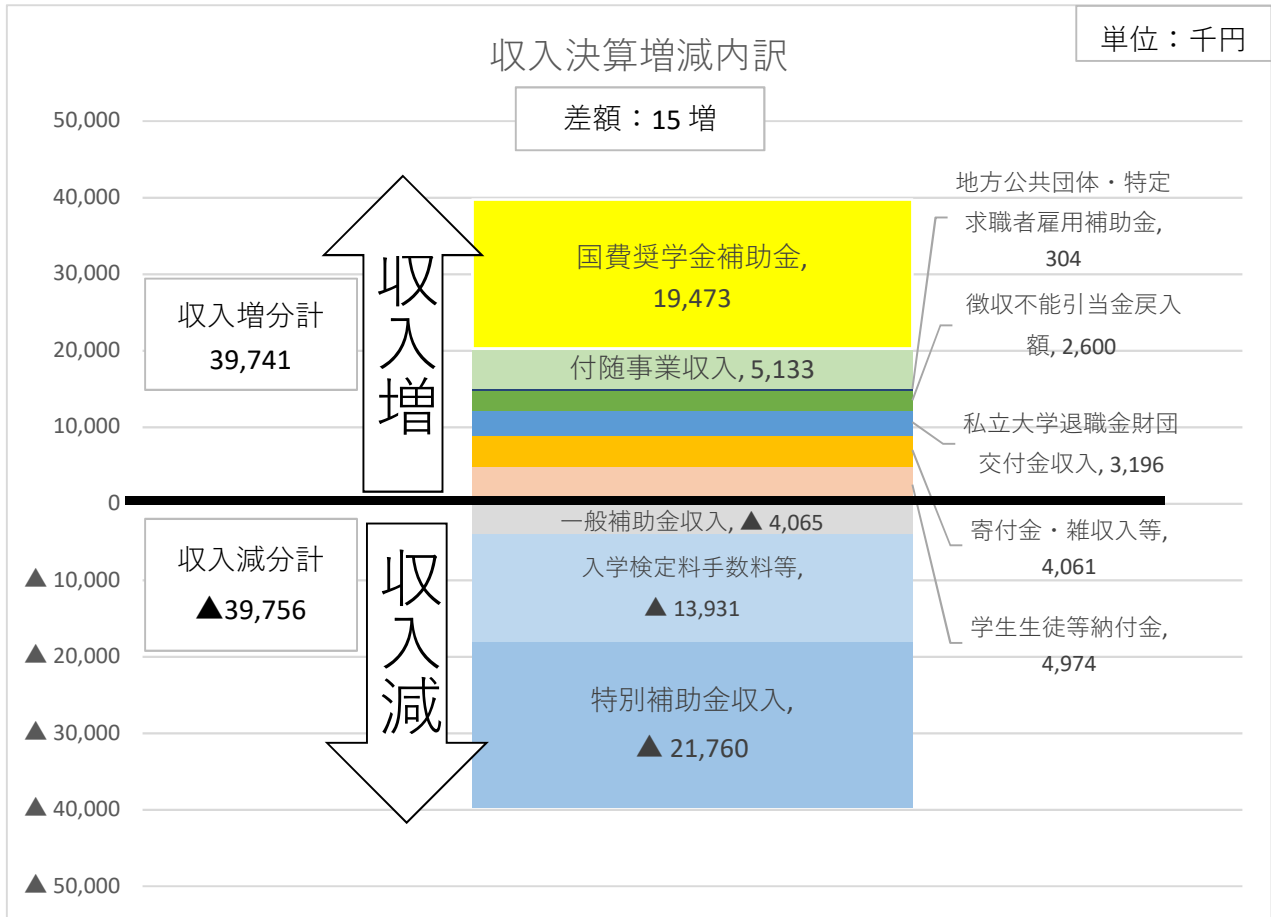 単位：千円
収入決算増減内訳
差額：15 増
50,000
40,000
30,000
20,000
10,000
0
▲ 10,000
▲ 20,000
▲ 30,000
▲ 40,000
▲ 50,000
収入増分計
39,741
収入増
収入減分計
▲39,756
収入減
国費奨学金補助金,
19,473
付随事業収入, 5,133
一般補助金収入, ▲ 4,065
入学検定料手数料等,
▲ 13,931
特別補助金収入,
▲ 21,760
地方公共団体・特定
求職者雇用補助金,
304
徴収不能引当金戻入
額, 2,600
私立大学退職金財団
交付金収入, 3,196
寄付金・雑収入等,
4,061
学生生徒等納付金,
4,974